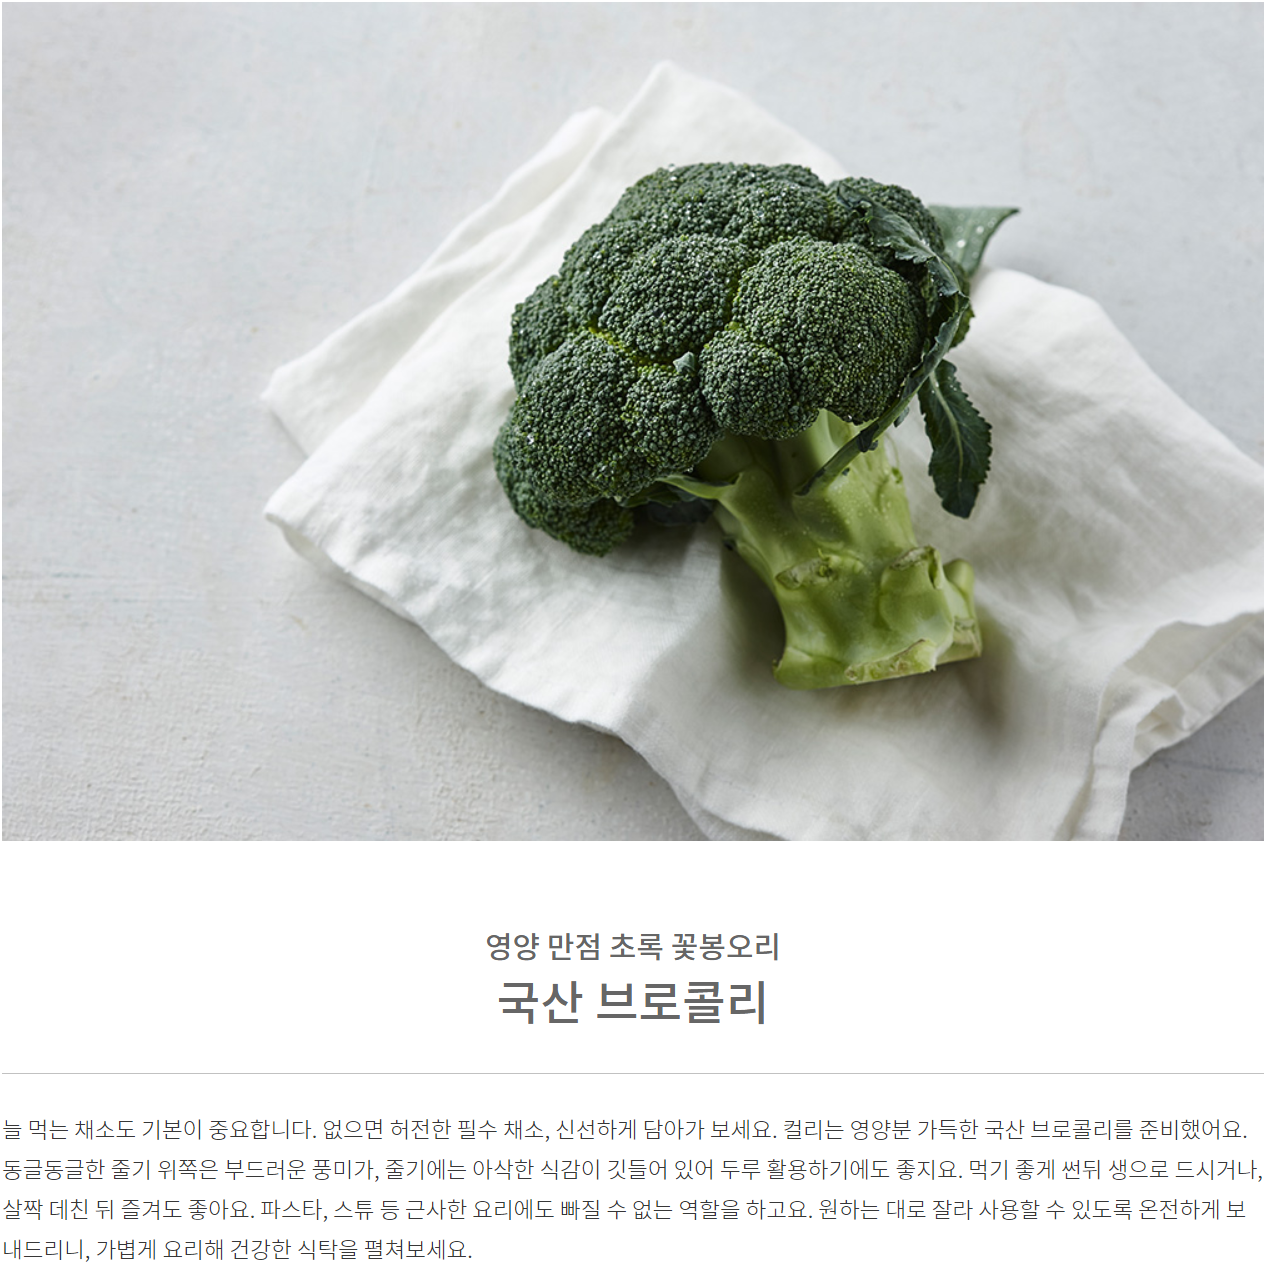 영양 만점 초록 꽃봉오리
국산 브로콜리
늘 먹는 채소도 기본이 중요합니다. 없으면 허전한 필수 채소, 신선하게 담아가 보세요. 컬리는 영양분 가득한 국산 브로콜리를 준비했어요.
동글동글한 줄기 위쪽은 부드러운 풍미가, 줄기에는 아삭한 식감이 깃들어 있어 두루 활용하기에도 좋지요. 먹기 좋게 썬뒤 생으로 드시거나,
살짝 데친 뒤 즐겨도 좋아요. 파스타, 스튜 등 근사한 요리에도 빠질 수 없는 역할을 하고요. 원하는 대로 잘라 사용할 수 있도록 온전하게 보
내드리니, 가볍게 요리해 건강한 식탁을 펼쳐보세요.